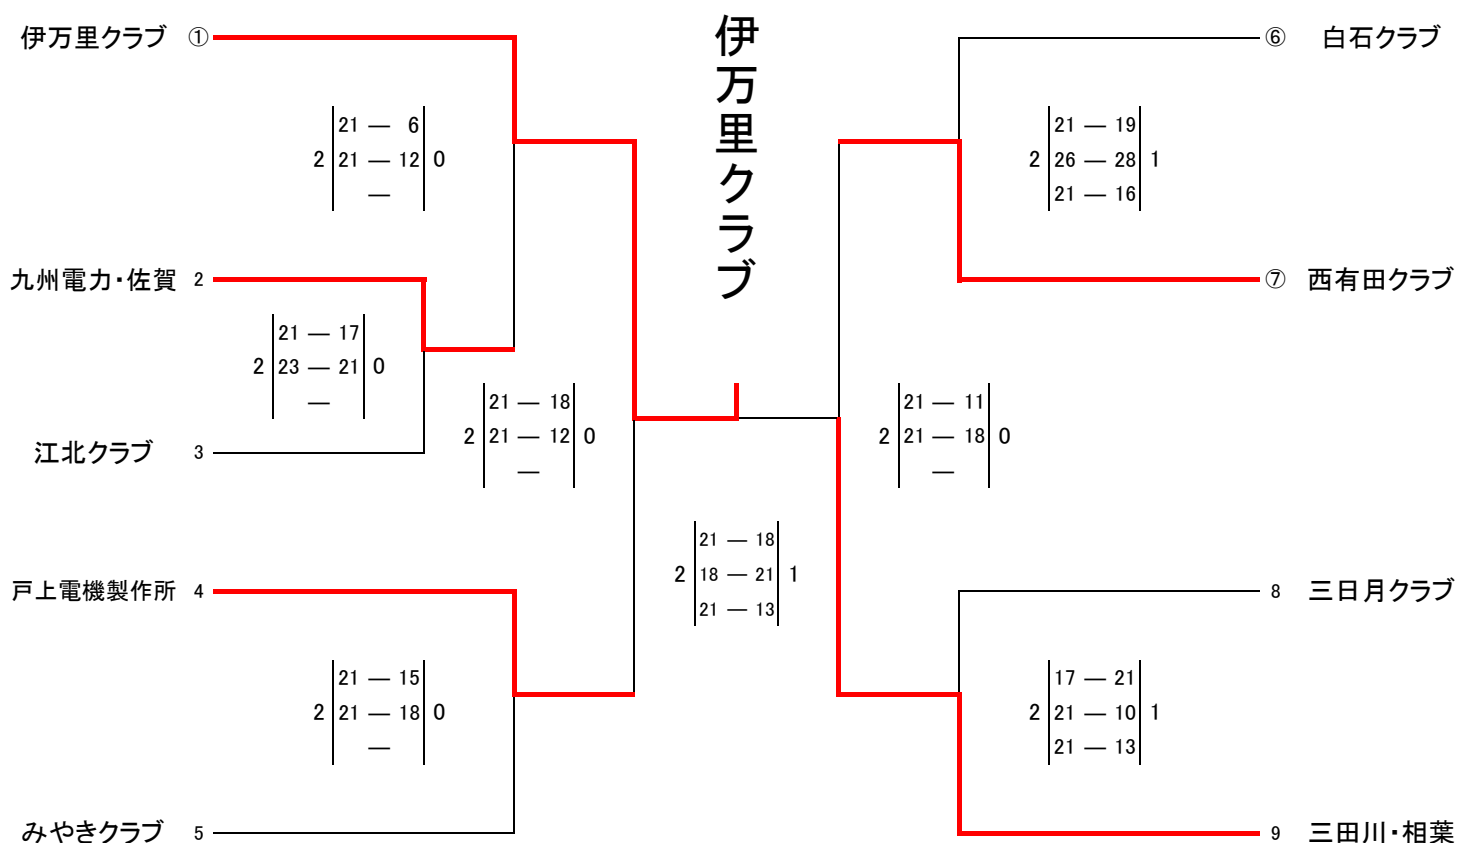 伊万里クラブ ①
伊万里クラブ
⑥ 白石クラブ
21 — 6
2 21 — 12 0
—
21 — 19
2 26 — 28 1
21 — 16
九州電力・佐賀 2
⑦ 西有田クラブ
21 — 17
2 23 — 21 0
—
21 — 18
2 21 — 12 0
—
21 — 11
2 21 — 18 0
—
江北クラブ 3
21 — 18
2 18 — 21 1
21 — 13
戸上電機製作所 4
8 三日月クラブ
21 — 15
2 21 — 18 0
—
17 — 21
2 21 — 10 1
21 — 13
みやきクラブ 5
9 三田川・相葉